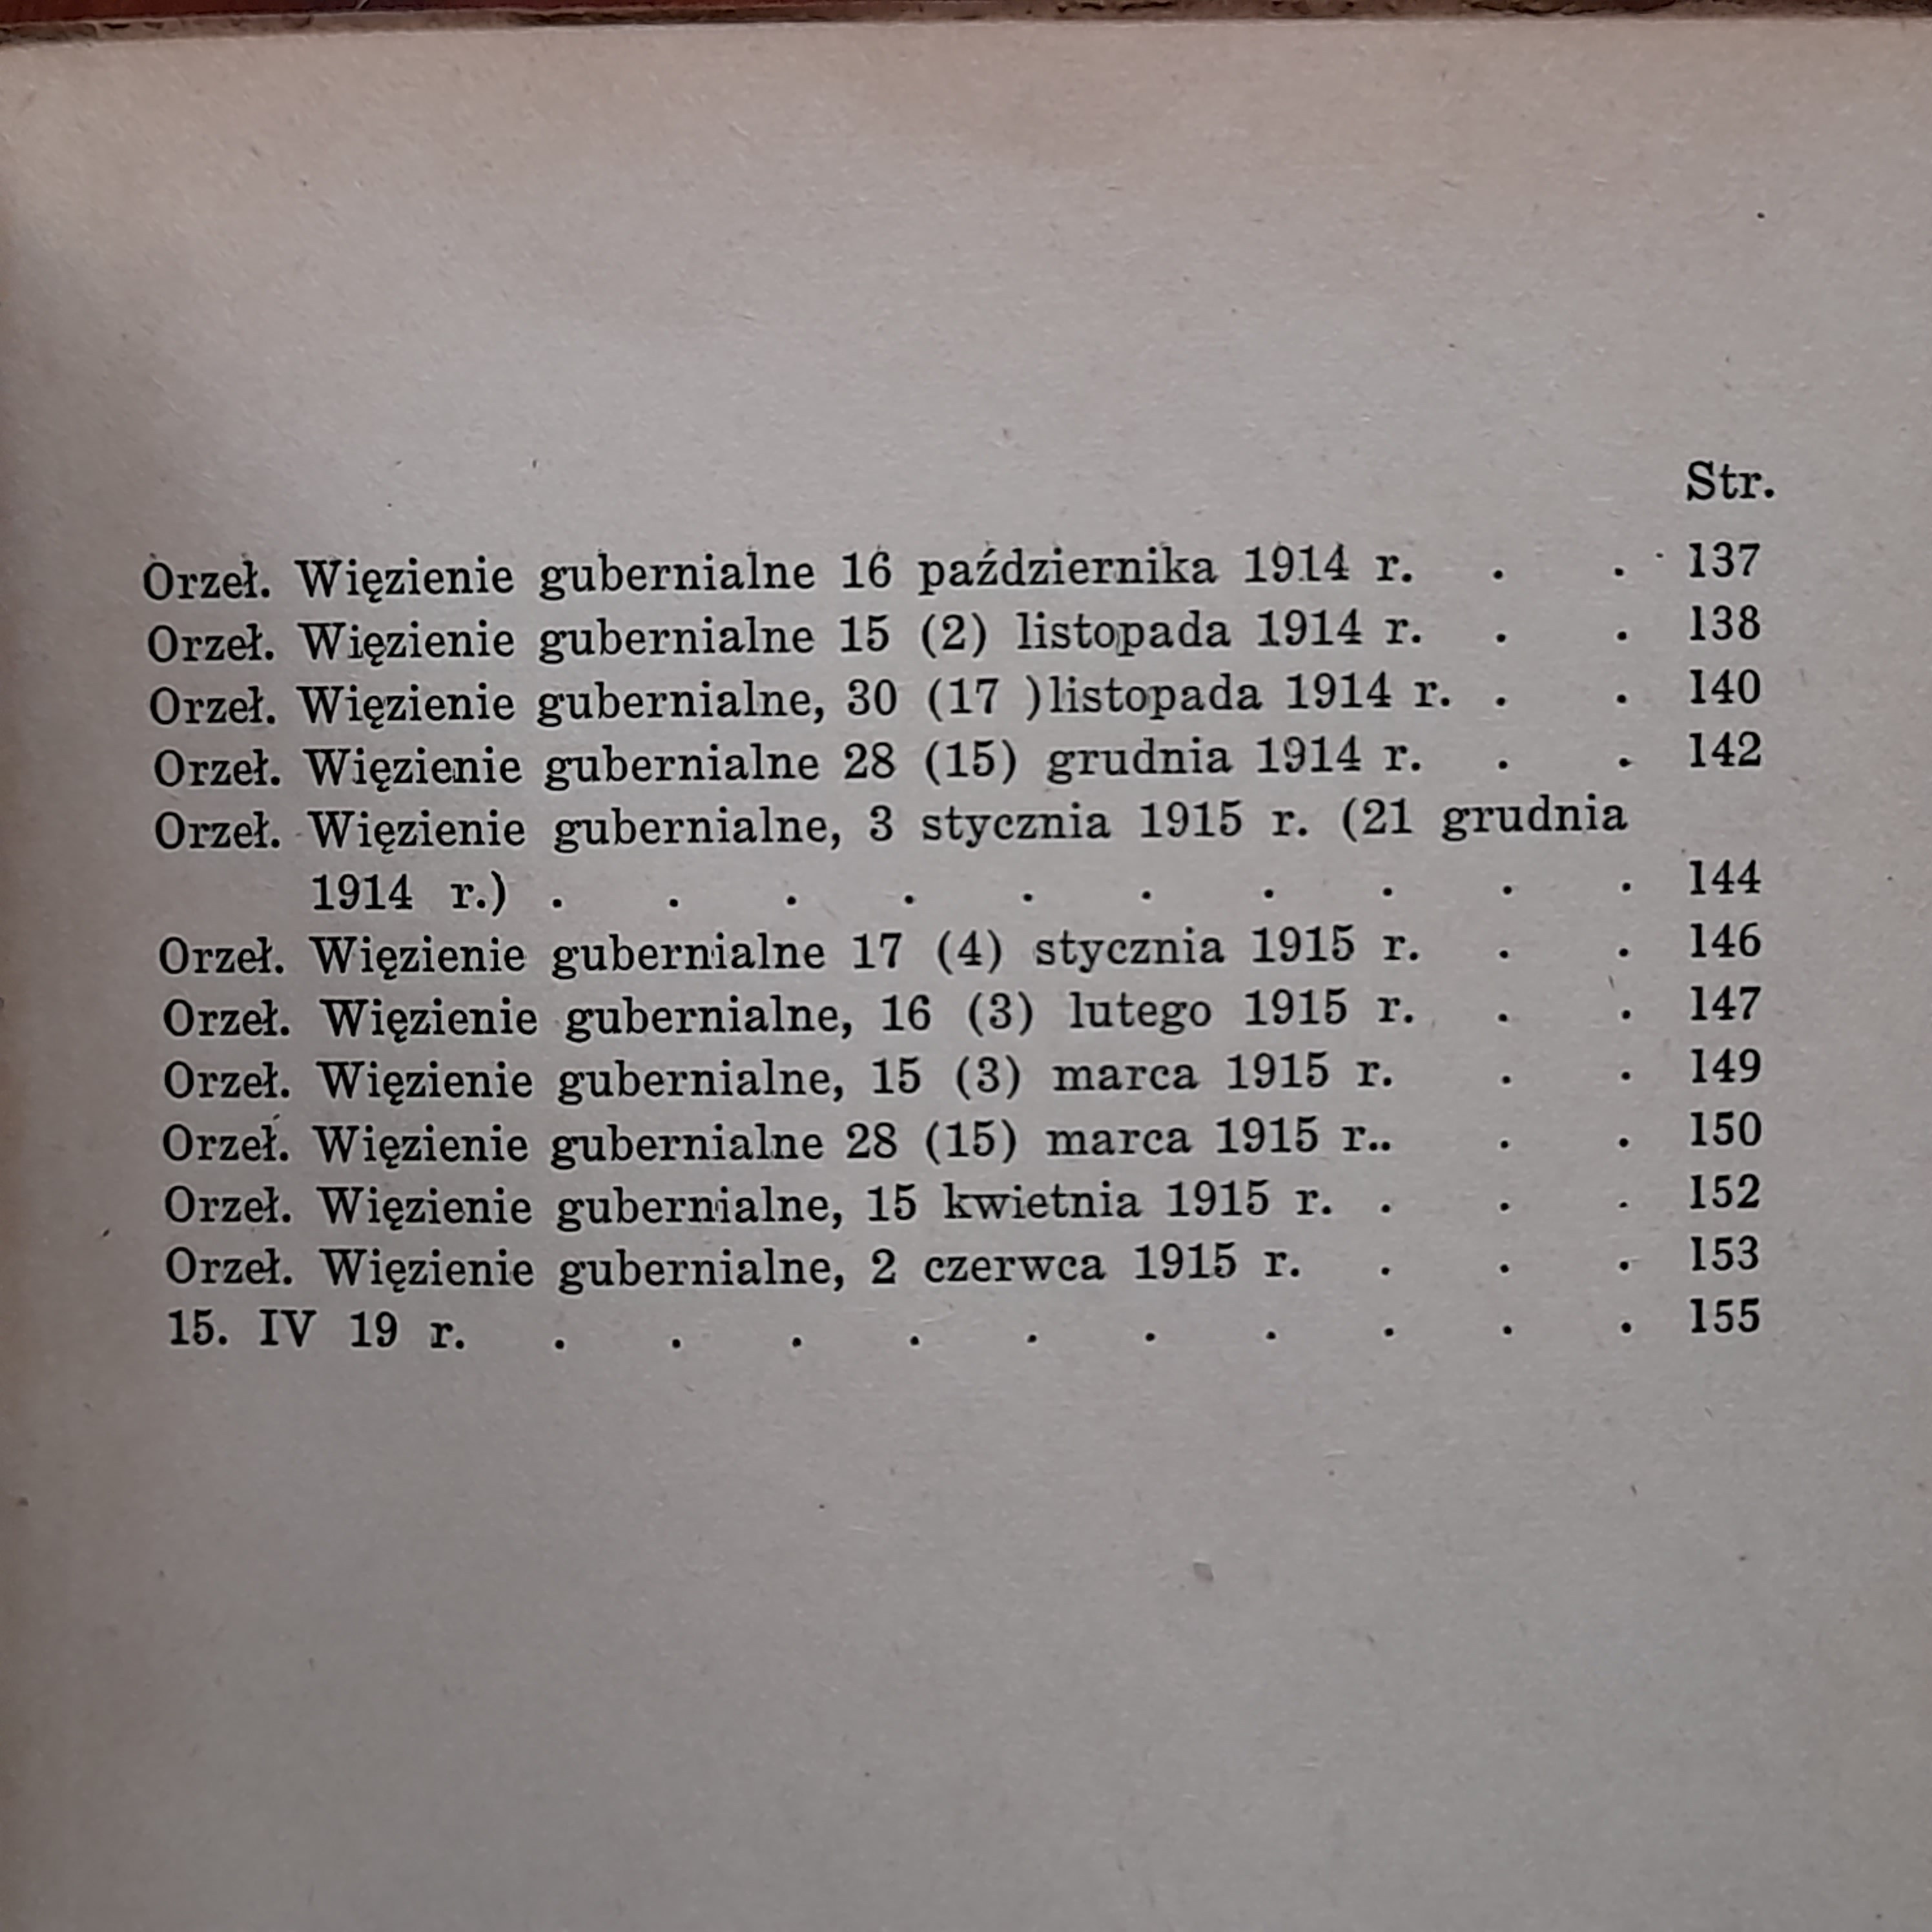 Str.
Orzeł. Więzienie gubernialne 16 października 1914 r. . . 137
Orzeł. Więzienie gubernialne 15 (2) listopada 1914 r. . . 138
Orzeł. Więzienie gubernialne, 30 (17 )listopada 1914 r. . . 140
Orzeł. Więzienie gubernialne 28 (15) grudnia 1914 r. . . 142
Orzeł. Więzienie gubernialne, 3 stycznia 1915 r. (21 grudnia
1914 r.) . . . . . . . . . . 144
Orzeł. Więzienie gubernialne 17 (4) stycznia 1915 r. . . 146
Orzeł. Więzienie gubernialne, 16 (3) lutego 1915 r. . . 147
Orzeł. Więzienie gubernialne, 15 (3) marca 1915 r. . . 149
Orzeł. Więzienie gubernialne 28 (15) marca 1915 r.. . . 150
Orzeł. Więzienie gubernialne, 15 kwietnia 1915 r. . . . 152
Orzeł. Więzienie gubernialne, 2 czerwca 1915 r. . . . 153
15. IV 19 r. . . . . . . . . . . 155